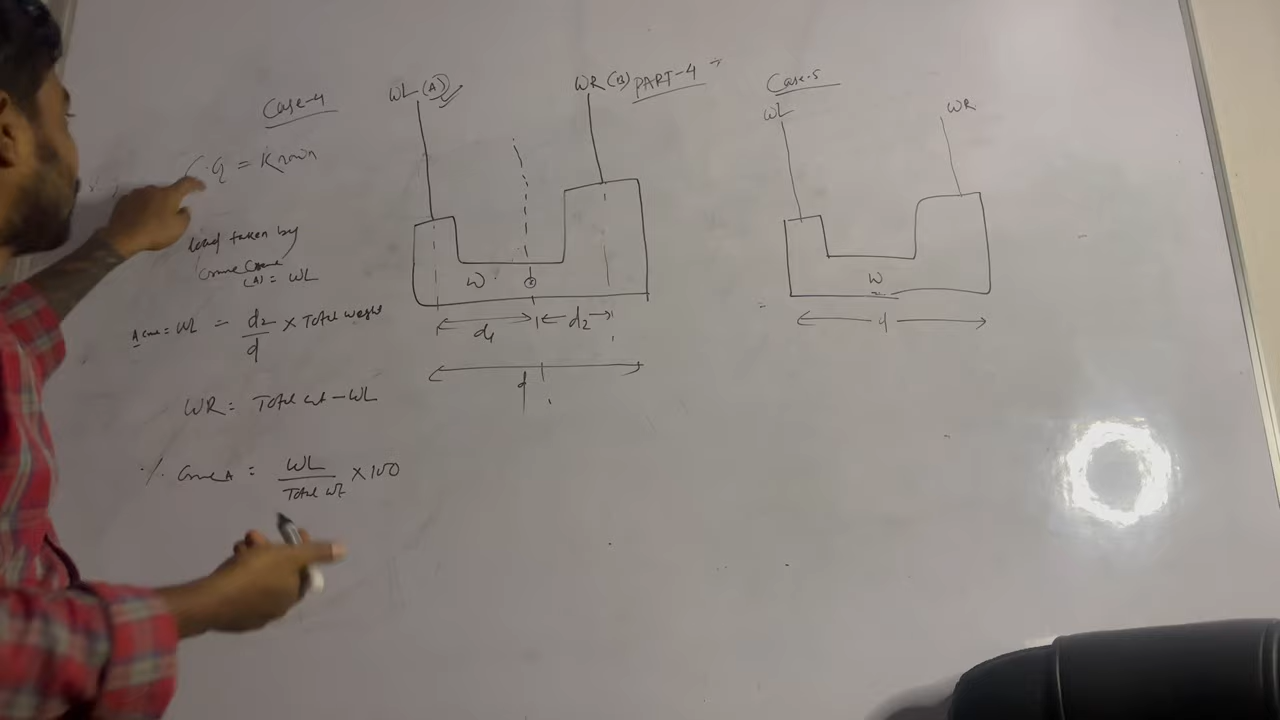 Case-4
C.G = Known
load taken by
Crane Crane
(A) = WL
A Crane = WL = d2/d × Total weight
WR = Total wt - WL
% Crane A = WL/Total wt × 100
WL (A)
WR (B)
PART-4
W
d1
d2
d
Case-5
WL
WR
W
d